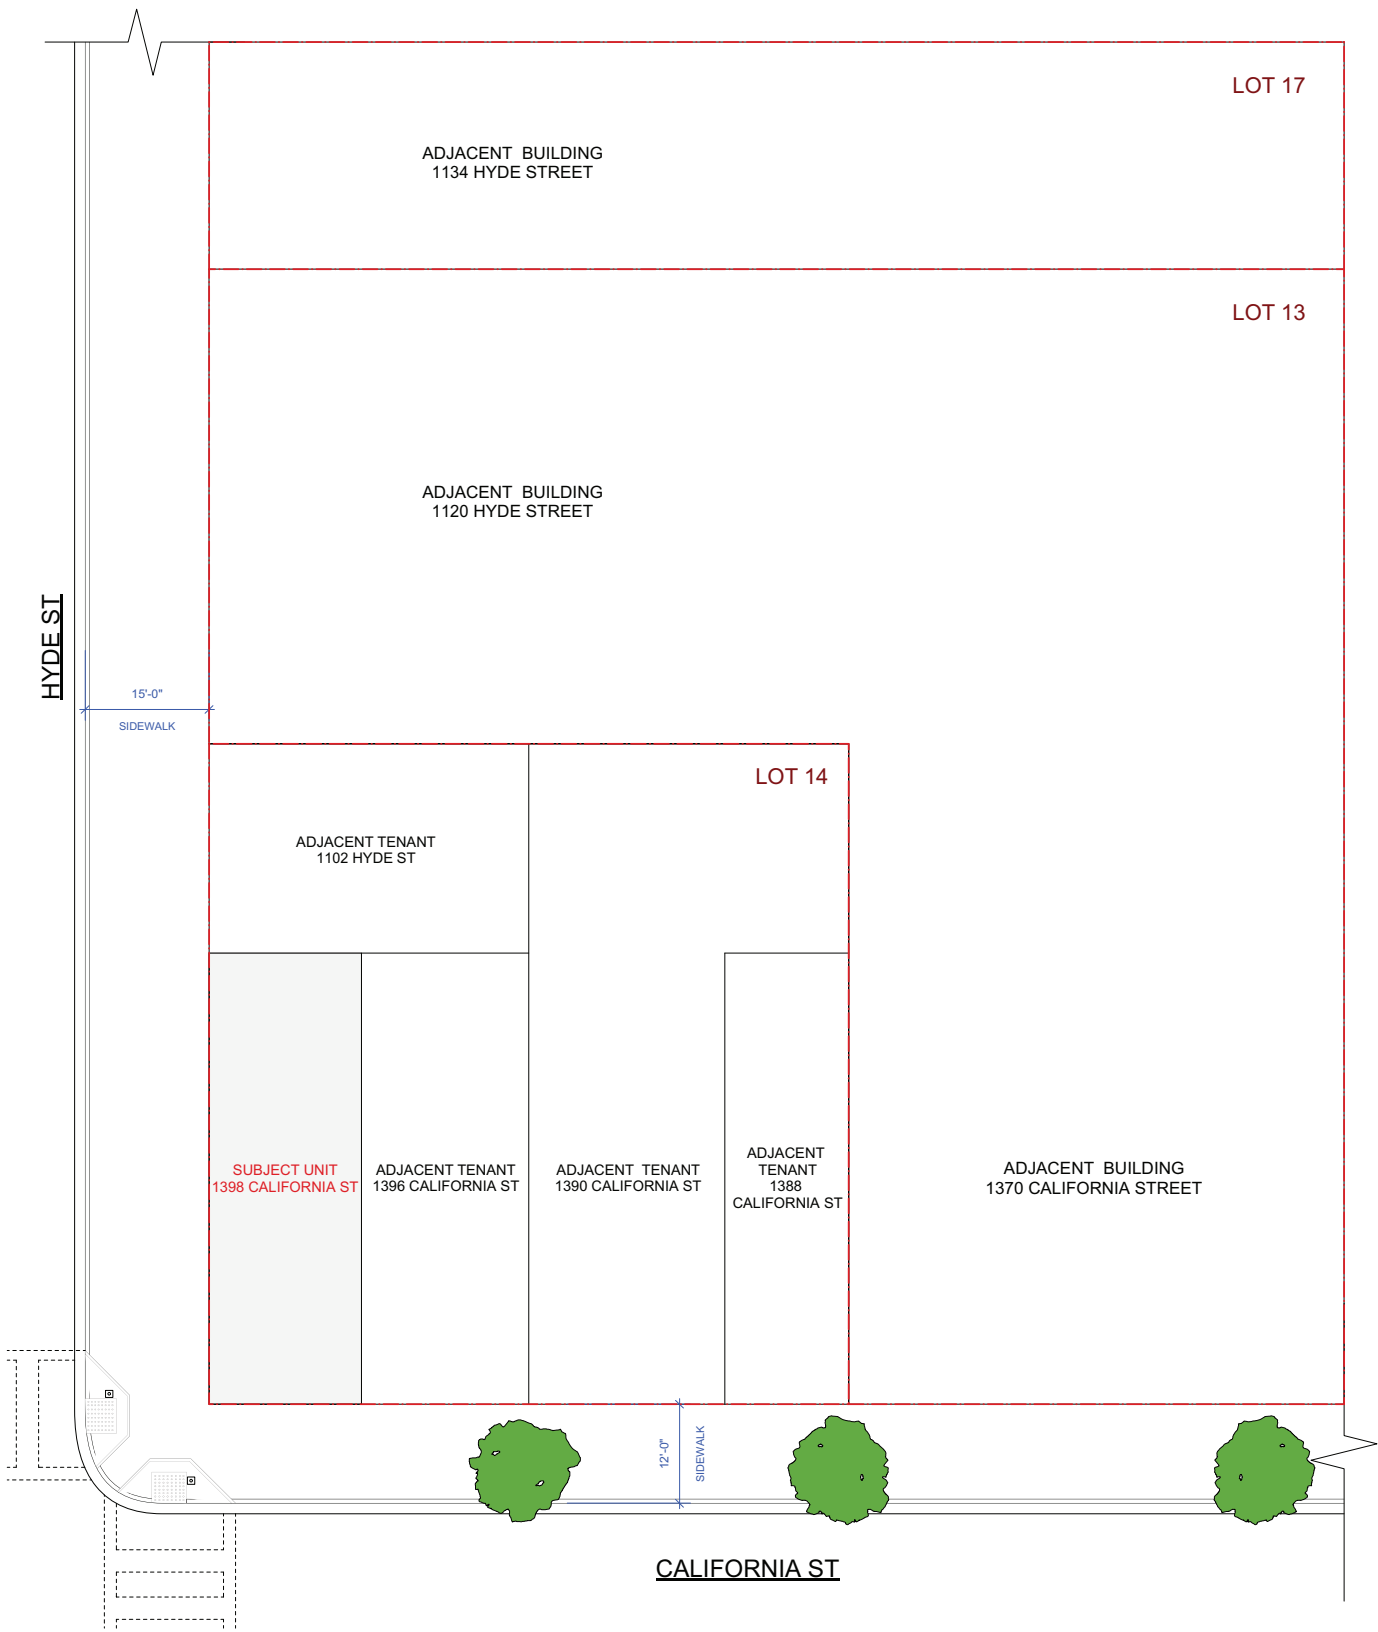 LOT 17
ADJACENT BUILDING
1134 HYDE STREET
LOT 13
ADJACENT BUILDING
1120 HYDE STREET
HYDE ST
15'-0"
SIDEWALK
LOT 14
ADJACENT TENANT
1102 HYDE ST
SUBJECT UNIT
1398 CALIFORNIA ST
ADJACENT TENANT
1396 CALIFORNIA ST
ADJACENT TENANT
1390 CALIFORNIA ST
ADJACENT
TENANT
1388
CALIFORNIA ST
ADJACENT BUILDING
1370 CALIFORNIA STREET
12'-0"
SIDEWALK
CALIFORNIA ST